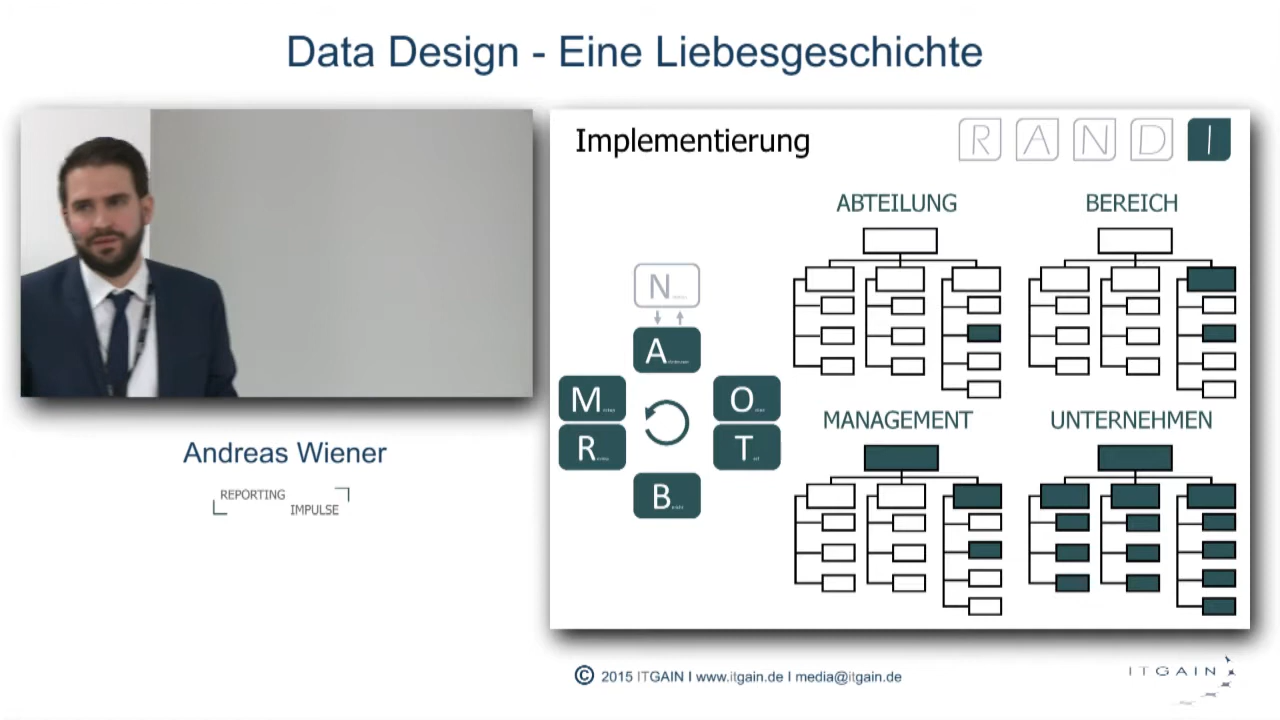 Data Design - Eine Liebesgeschichte
Implementierung
R A N D I
ABTEILUNG
BEREICH
N
A
M
O
R
T
B
MANAGEMENT
UNTERNEHMEN
Andreas Wiener
REPORTING
IMPULSE
© 2015 ITGAIN I www.itgain.de I media@itgain.de
ITGAIN